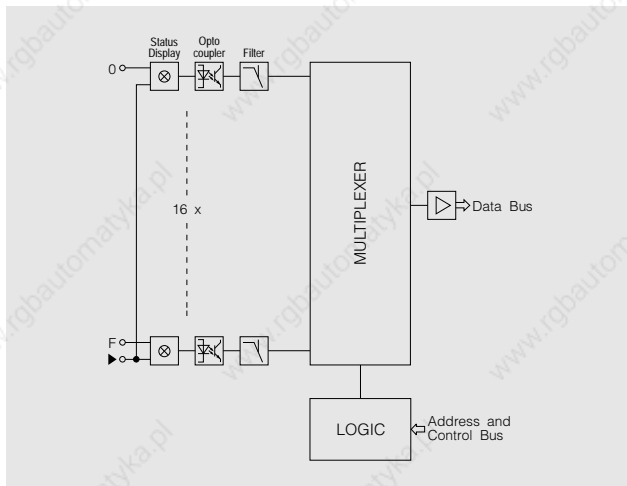 Status Display
Opto coupler
Filter
0
16 x
MULTIPLEXER
Data Bus
F
LOGIC
Address and
Control Bus
www.rgbautomatyka.pl